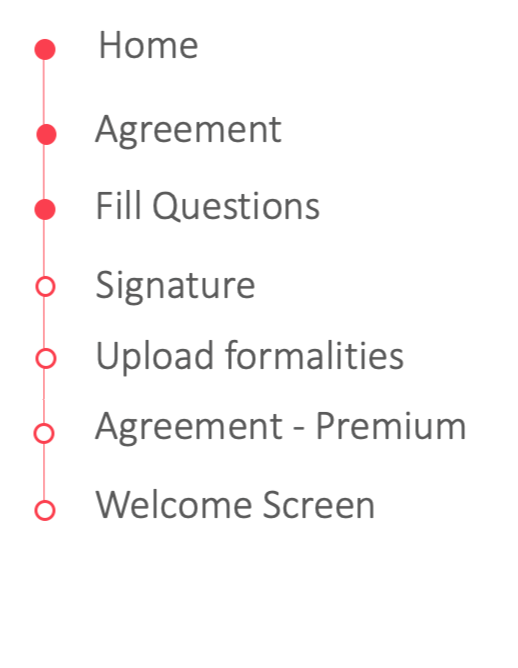 Home
Agreement
Fill Questions
Signature
Upload formalities
Agreement - Premium
Welcome Screen